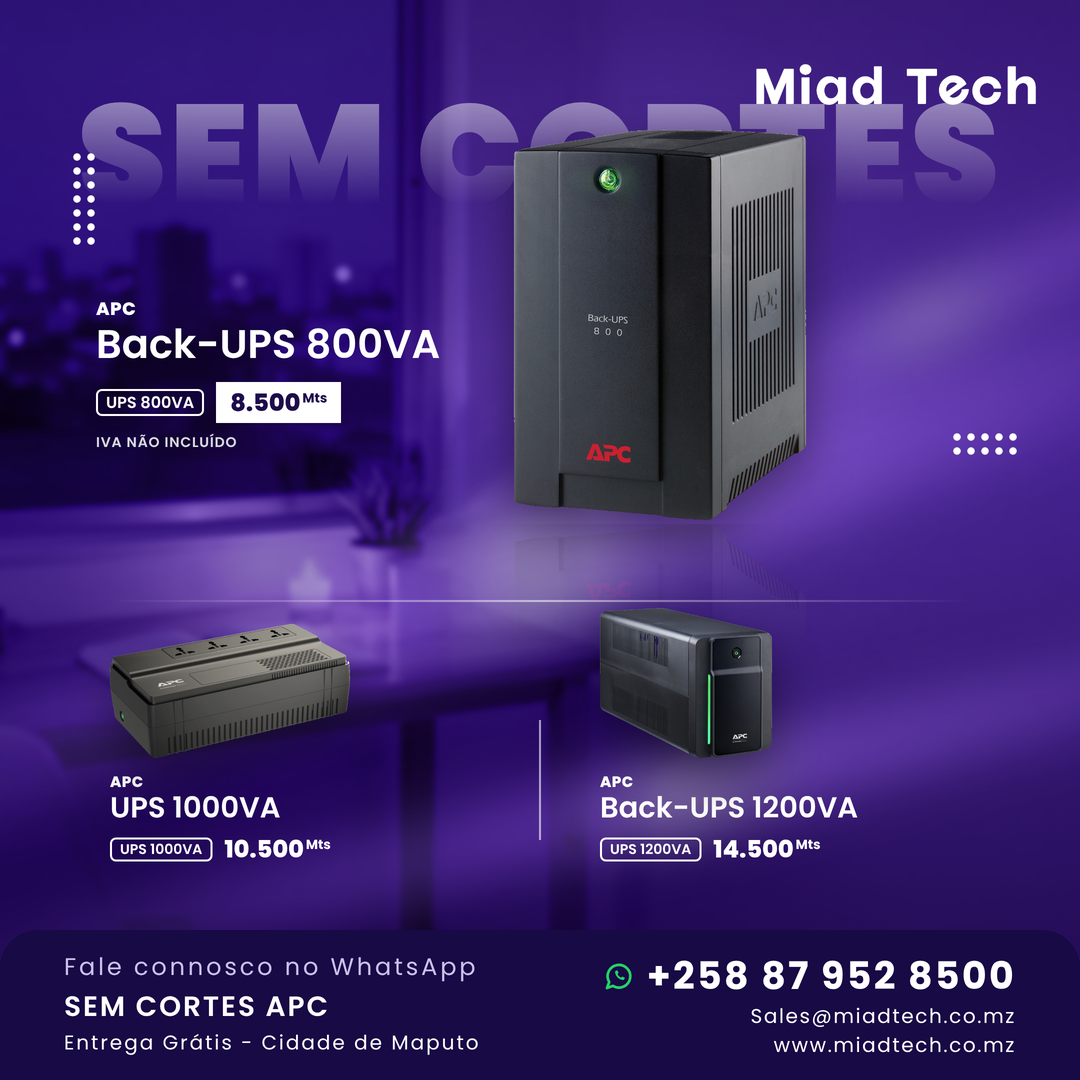 Miad Tech
SEM CORTES
Back-UPS
800
APC
APC
APC
Back-UPS 800VA
UPS 800VA 8.500 Mts
IVA NÃO INCLUÍDO
APC
APC
APC
UPS 1000VA
UPS 1000VA 10.500 Mts
APC
Back-UPS 1200VA
UPS 1200VA 14.500 Mts
Fale connosco no WhatsApp
SEM CORTES APC
Entrega Grátis - Cidade de Maputo
+258 87 952 8500
Sales@miadtech.co.mz
www.miadtech.co.mz